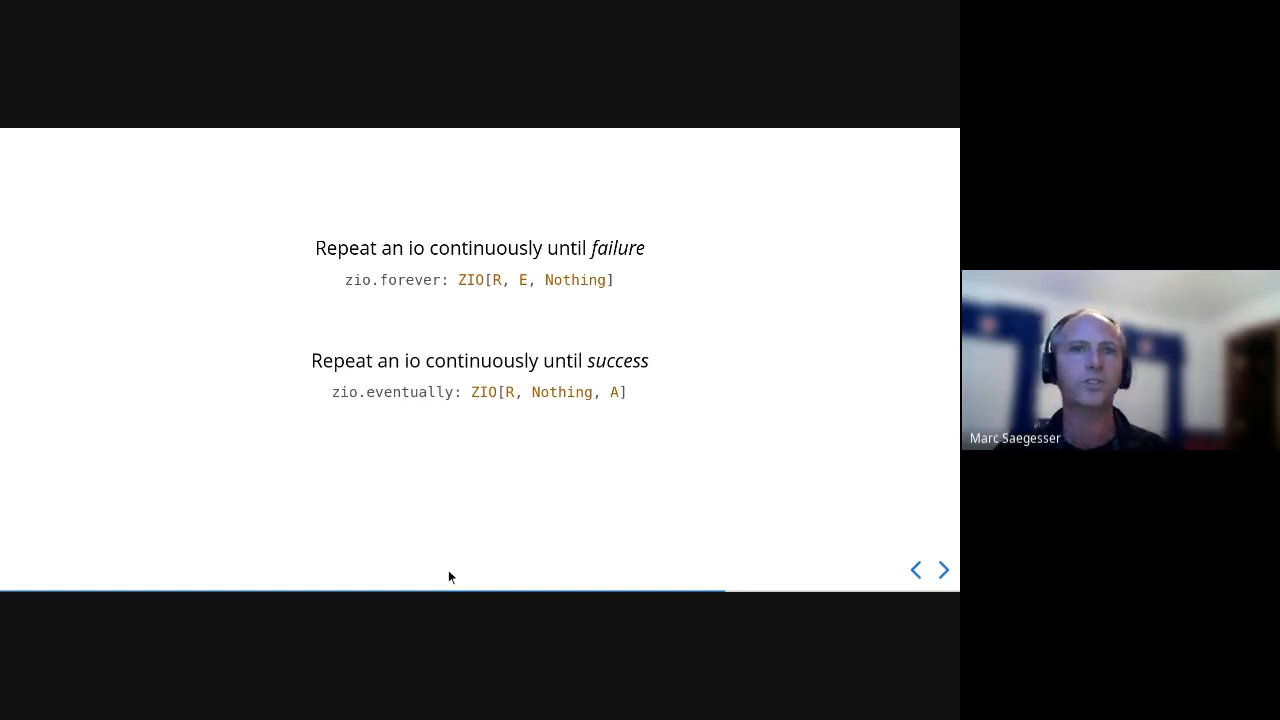 Repeat an io continuously until failure
zio.forever: ZIO[R, E, Nothing]
Repeat an io continuously until success
zio.eventually: ZIO[R, Nothing, A]
Marc Saegesser